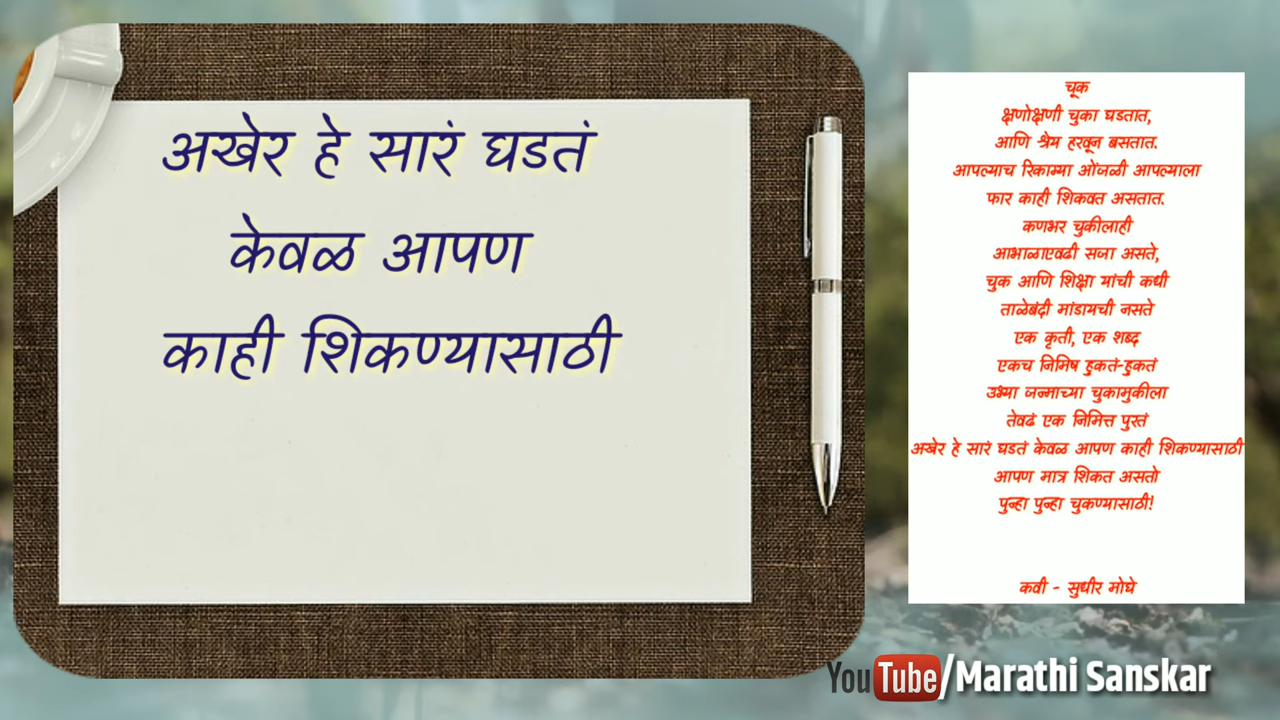 अखेर हे सारं घडतं
केवळ आपण
काही शिकण्यासाठी
चूक
क्षणोक्षणी चुका घडतात,
आणि श्रेय हरवून बसतात.
आपल्याच रिकाम्या ओंजळी आपल्याला
फार काही शिकवत असतात.
कणभर चुकीलाही
आभाळाएवढी सजा असते,
चुक आणि शिक्षा यांची कधी
ताळेबंदी मांडायची नसते
एक कृती, एक शब्द
एकच निमिष हुकतं-हुकतं
उभ्या जन्माच्या चुकामुकीला
तेवढं एक निमित्त पुरतं
अखेर हे सारं घडतं केवळ आपण काही शिकण्यासाठी
आपण मात्र शिकत असतो
पुन्हा पुन्हा चुकण्यासाठी!
कवी - सुधीर मोघे
YouTube/Marathi Sanskar